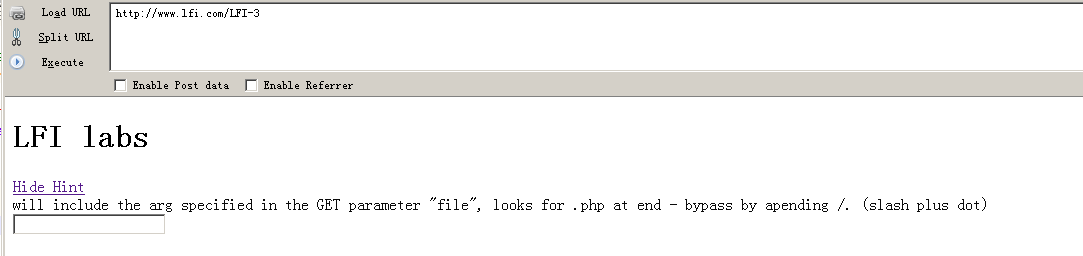 Load URL
http://www.lfi.com/LFI-3
Split URL
Execute
Enable Post data Enable Referrer
LFI labs
Hide Hint
will include the arg specified in the GET parameter "file", looks for .php at end - bypass by apending /. (slash plus dot)